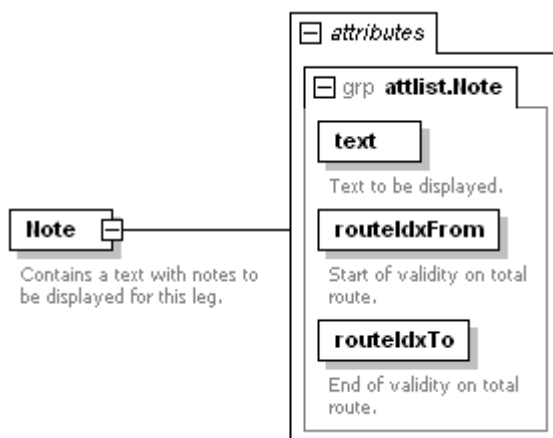 attributes
grp attlist.Note
text
Text to be displayed.
Note
routeIdxFrom
Contains a text with notes to
be displayed for this leg.
Start of validity on total
route.
routeIdxTo
End of validity on total
route.